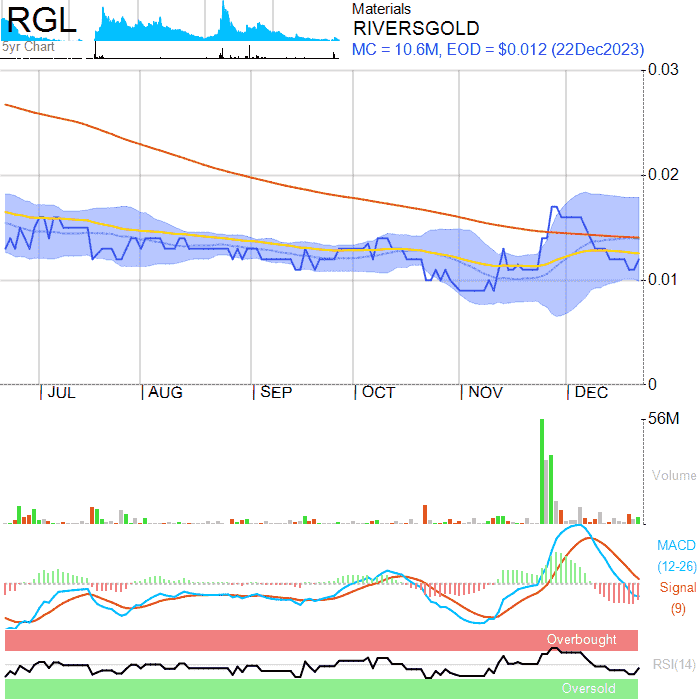 RGL
5yr Chart
Materials
RIVERSGOLD
MC = 10.6M, EOD = $0.012 (22Dec2023)
0.03
0.02
0.01
0
JUL AUG SEP OCT NOV DEC
56M
Volume
MACD
(12-26)
Signal
(9)
Overbought
RSI(14)
Oversold